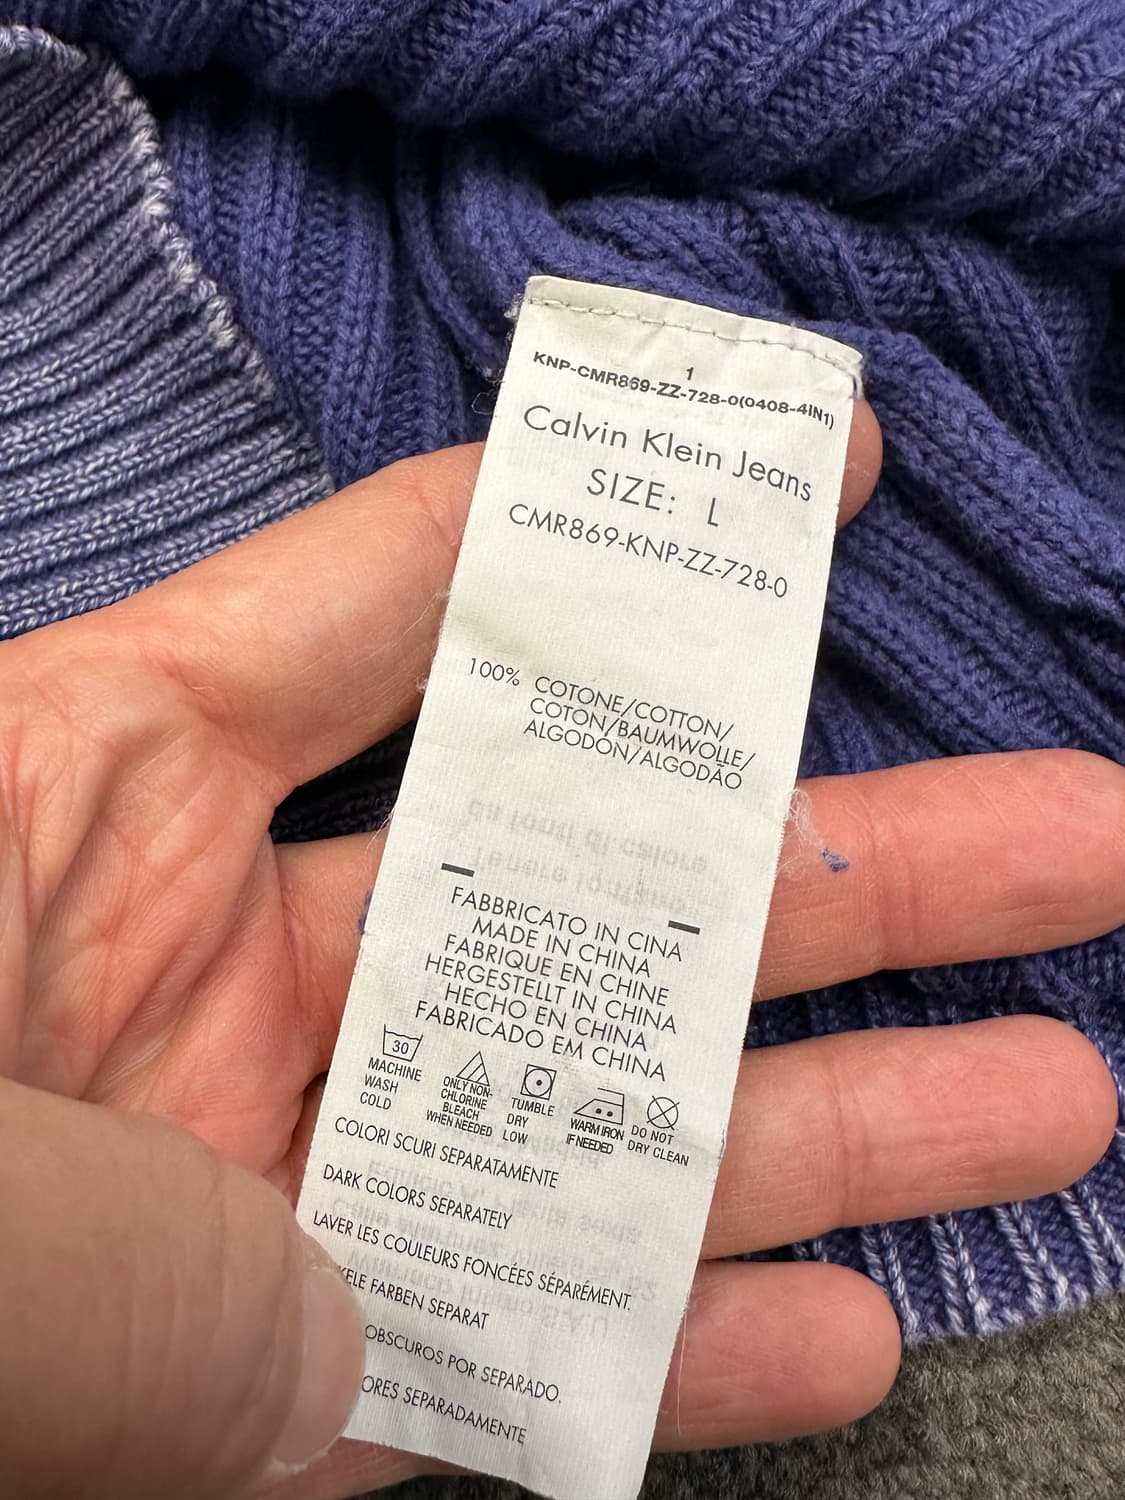 1
KNP-CMR869-ZZ-728-0(0408-4IN1)
Calvin Klein Jeans
SIZE: L
CMR869-KNP-ZZ-728-0
100% COTONE/COTTON/
COTON/BAUMWOLLE/
ALGODON/ALGODÃO
FABBRICATO IN CINA
MADE IN CHINA
FABRIQUE EN CHINE
HERGESTELLT IN CHINA
HECHO EN CHINA
FABRICADO EM CHINA
30
MACHINE
WASH
COLD
ONLY NON-
CHLORINE
BLEACH
WHEN NEEDED
TUMBLE
DRY
LOW
WARM IRON
IF NEEDED
DO NOT
DRY CLEAN
COLORI SCURI SEPARATAMENTE
DARK COLORS SEPARATELY
LAVER LES COULEURS FONCÉES SÉPARÉMENT.
KELE FARBEN SEPARAT
OBSCUROS POR SEPARADO.
ORES SEPARADAMENTE